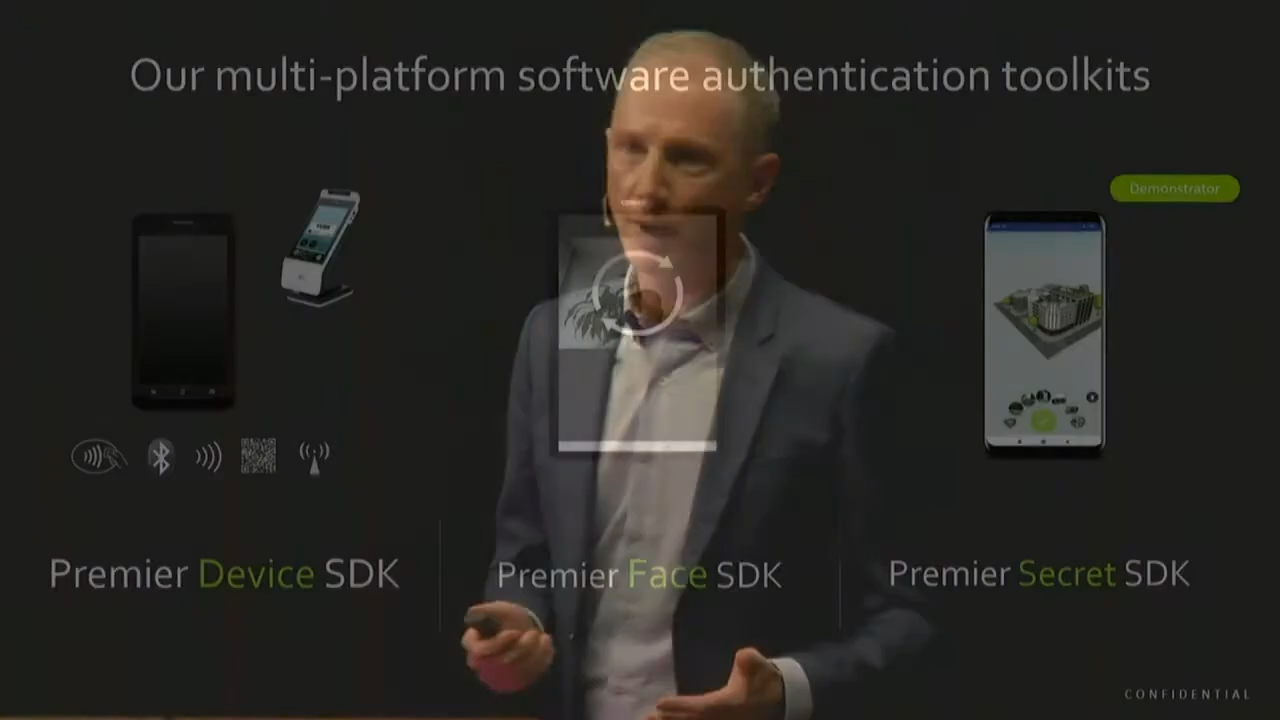 Our multi-platform software authentication toolkits
Demonstrator
Premier Device SDK
Premier Face SDK
Premier Secret SDK
CONFIDENTIAL